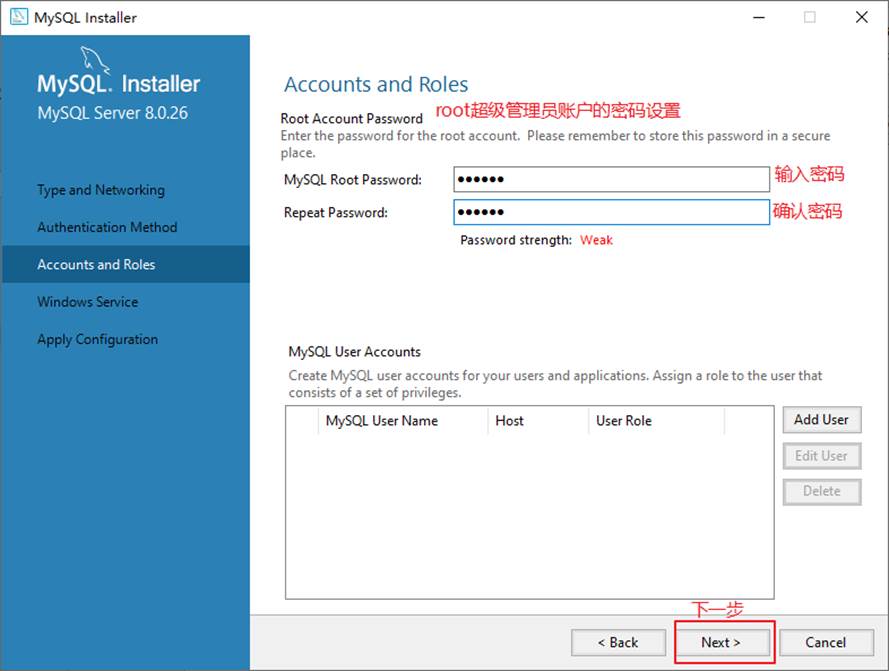 MySQL Installer
MySQL. Installer
MySQL Server 8.0.26
Type and Networking
Authentication Method
Accounts and Roles
Windows Service
Apply Configuration
Accounts and Roles
Root Account Password root超级管理员账户的密码设置
Enter the password for the root account. Please remember to store this password in a secure
place.
MySQL Root Password: ●●●●●● 输入密码
Repeat Password: ●●●●●● 确认密码
Password strength: Weak
MySQL User Accounts
Create MySQL user accounts for your users and applications. Assign a role to the user that
consists of a set of privileges.
MySQL User Name Host User Role
Add User
Edit User
Delete
下一步
< Back Next > Cancel